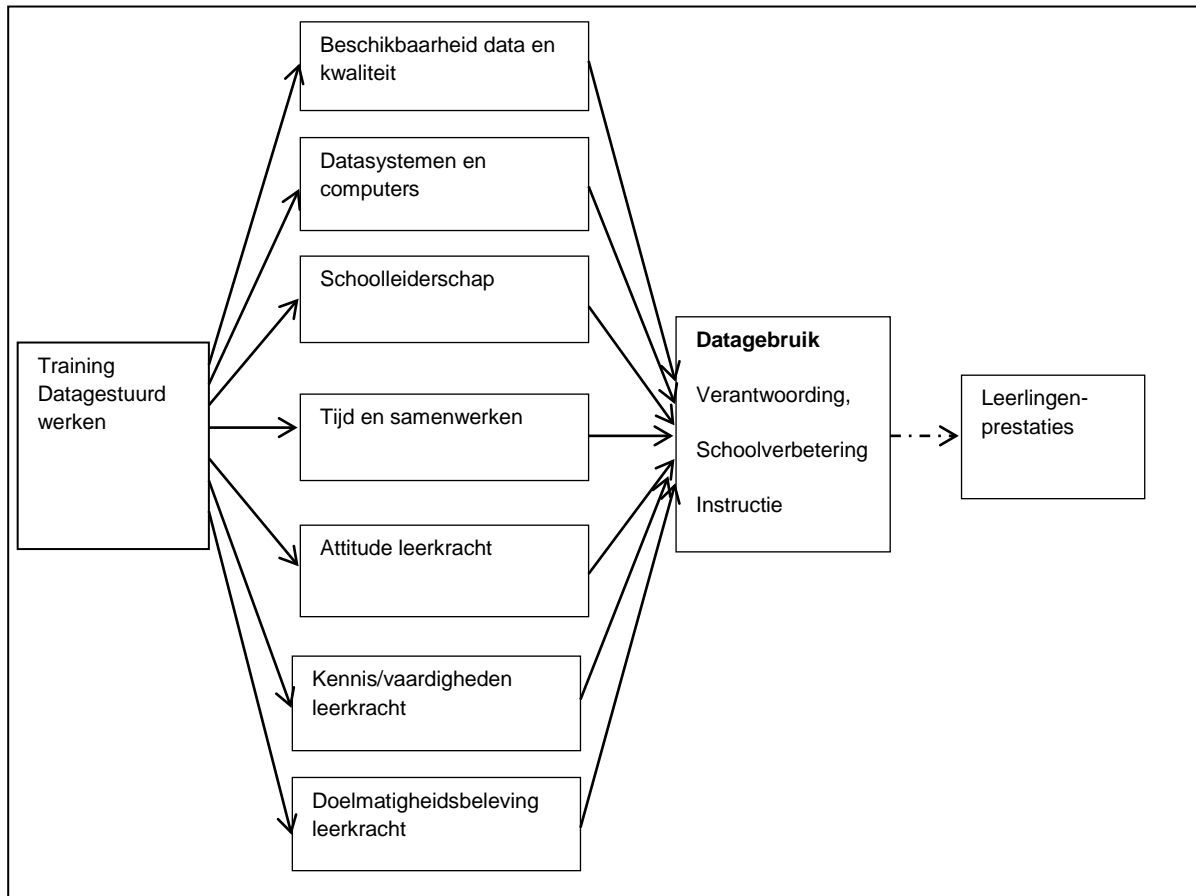 Training
Datagestuurd
werken
Beschikbaarheid data en
kwaliteit
Datasystemen en
computers
Schoolleiderschap
Tijd en samenwerken
Attitude leerkracht
Kennis/vaardigheden
leerkracht
Doelmatigheidsbeleving
leerkracht
Datagebruik
Verantwoording,
Schoolverbetering
Instructie
Leerlingen-
prestaties